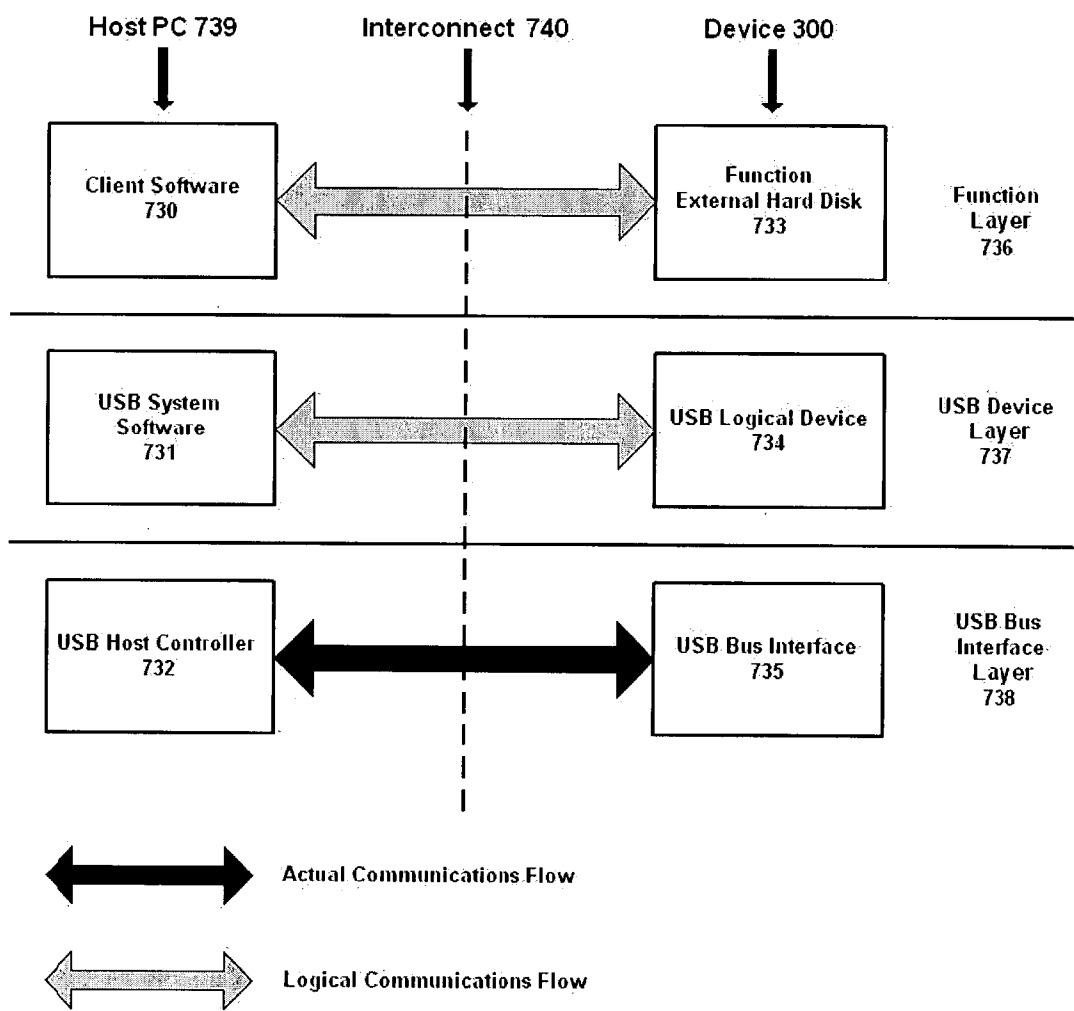 Host PC 739
Interconnect 740
Device 300
Client Software
730
Function
External Hard Disk
733
Function
Layer
736
USB System
Software
731
USB Logical Device
734
USB Device
Layer
737
USB Host Controller
732
USB Bus Interface
735
USB Bus
Interface
Layer
738
Actual Communications Flow
Logical Communications Flow